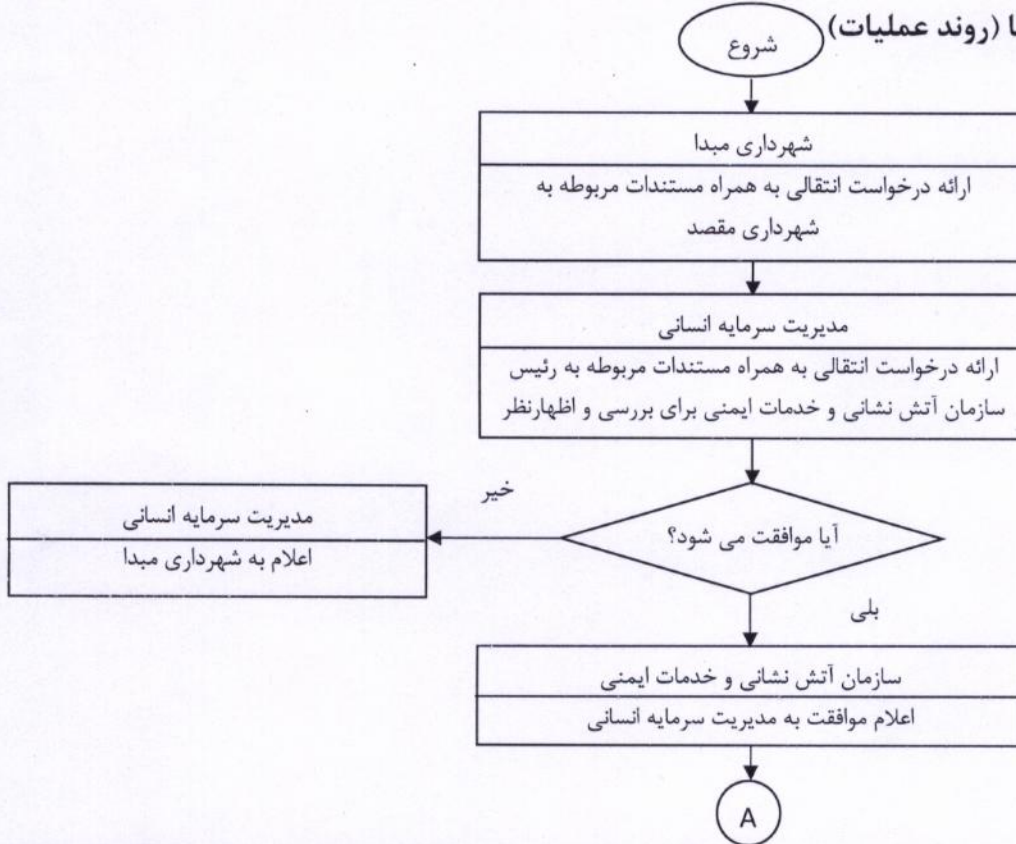 (روند عملیات)
شروع
شهرداری مبدا
ارائه درخواست انتقالی به همراه مستندات مربوطه به
شهرداری مقصد
مدیریت سرمایه انسانی
ارائه درخواست انتقالی به همراه مستندات مربوطه به رئیس
سازمان آتش نشانی و خدمات ایمنی برای بررسی و اظهارنظر
آیا موافقت می شود؟
خیر
مدیریت سرمایه انسانی
اعلام به شهرداری مبدا
بلی
سازمان آتش نشانی و خدمات ایمنی
اعلام موافقت به مدیریت سرمایه انسانی
A